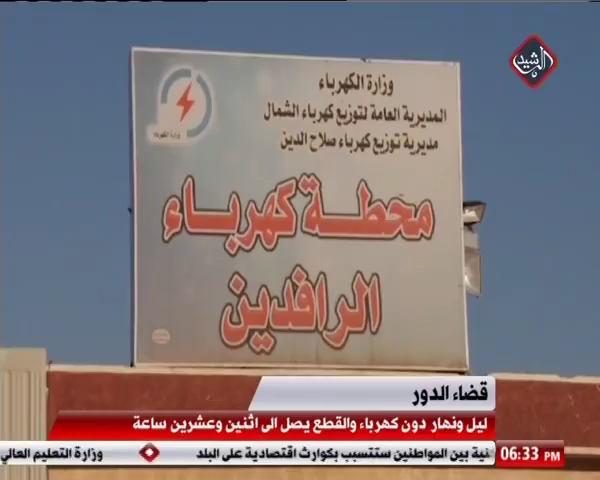 الرشيد
وزارة الكهرباء
المديرية العامة لتوزيع كهرباء الشمال
مديرية توزيع كهرباء صلاح الدين
وزارة الكهرباء
محطة كهرباء
الرافدين
قضاء الدور
ليل ونهار دون كهرباء والقطع يصل الى اثنين وعشرين ساعة
بين المواطنين ستتسبب بكوارث اقتصادية على البلد وزارة التعليم العالي
06:33 PM